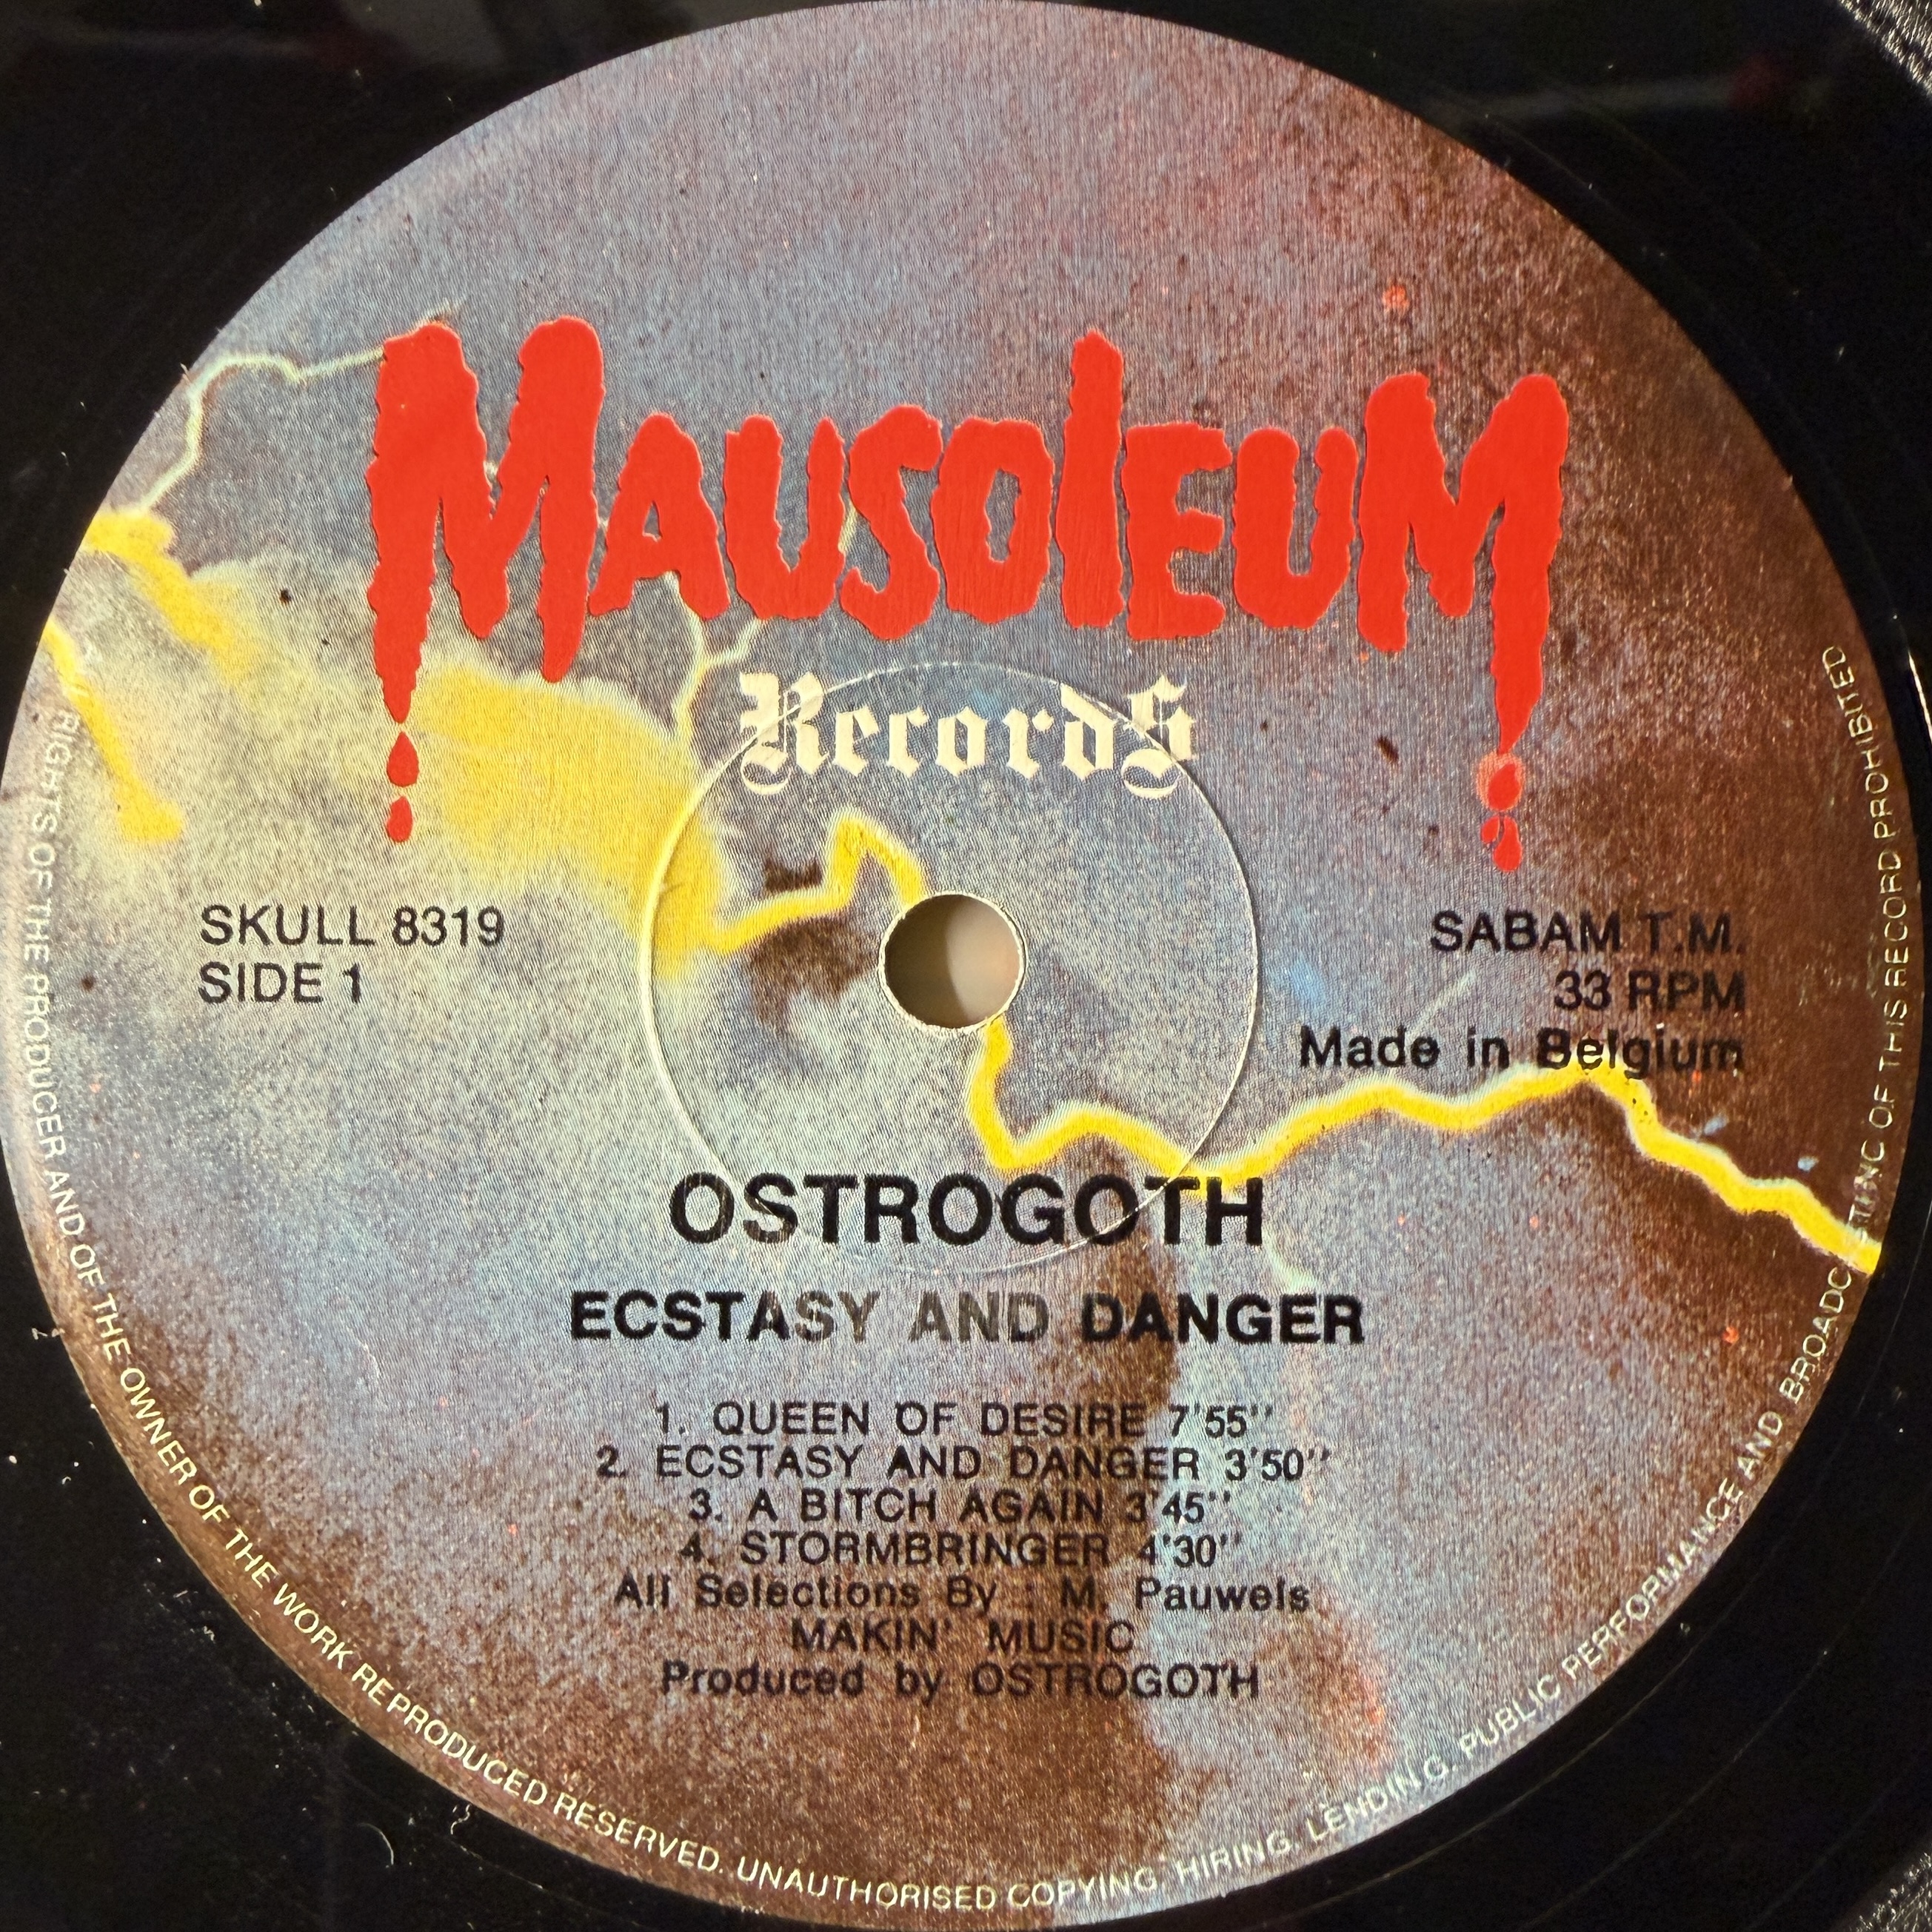 MAUSOLEUM
Records
SKULL 8319
SIDE 1
SABAM T.M.
33 RPM
Made in Belgium
OSTROGOTH
ECSTASY AND DANGER
1. QUEEN OF DESIRE 7'55''
2. ECSTASY AND DANGER 3'50''
3. A BITCH AGAIN 3'45''
4. STORMBRINGER 4'30''
All Selections By : M. Pauwels
MAKIN' MUSIC
Produced by OSTROGOTH
RIGHTS OF THE PRODUCER AND OF THE OWNER OF THE WORK REPRODUCED RESERVED. UNAUTHORISED COPYING. HIRING. LENDING. PUBLIC PERFORMANCE AND OF THIS RECORD PROHIBITED